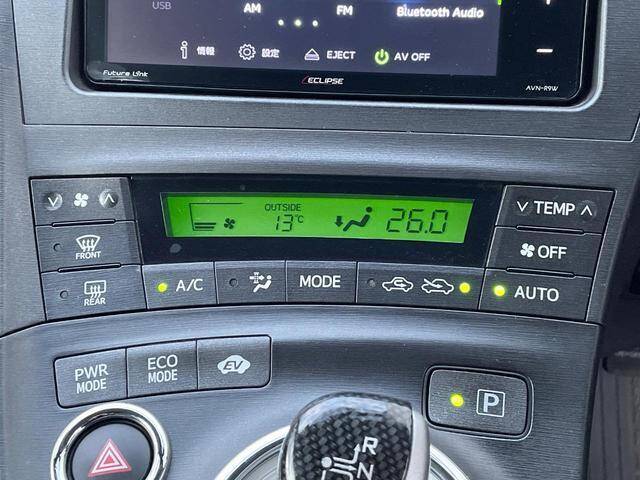 USB AM FM Bluetooth Audio
情報 設定 EJECT AV OFF
Future Link ECLIPSE AVN-R9W
OUTSIDE
13℃ 26.0
TEMP
FRONT OFF
REAR A/C MODE AUTO
PWR MODE
ECO MODE
EV
P
R
N